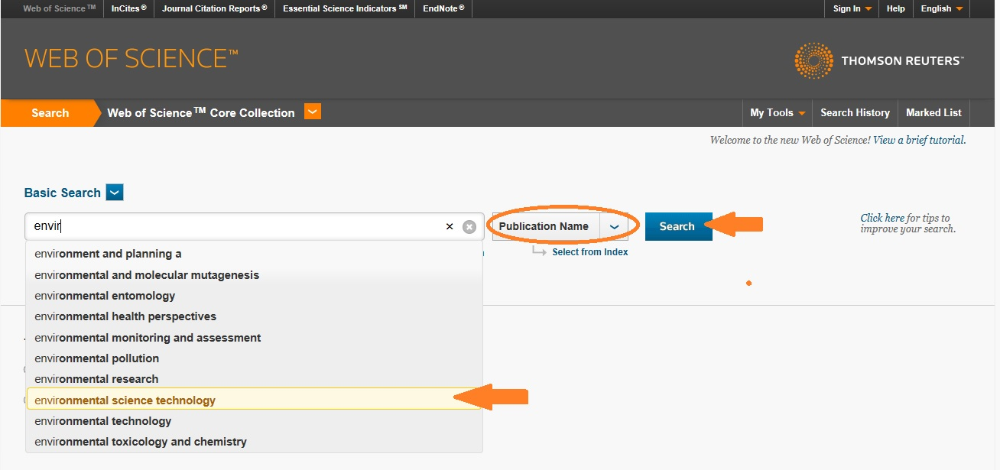 Web of Science™ InCites® Journal Citation Reports® Essential Science Indicators ℠ EndNote® Sign In Help English
WEB OF SCIENCE™
THOMSON REUTERS™
Search Web of Science™ Core Collection My Tools Search History Marked List
Welcome to the new Web of Science! View a brief tutorial.
Basic Search
envir Publication Name Search
Click here for tips to
improve your search.
Select from Index
environment and planning a
environmental and molecular mutagenesis
environmental entomology
environmental health perspectives
environmental monitoring and assessment
environmental pollution
environmental research
environmental science technology
environmental technology
environmental toxicology and chemistry